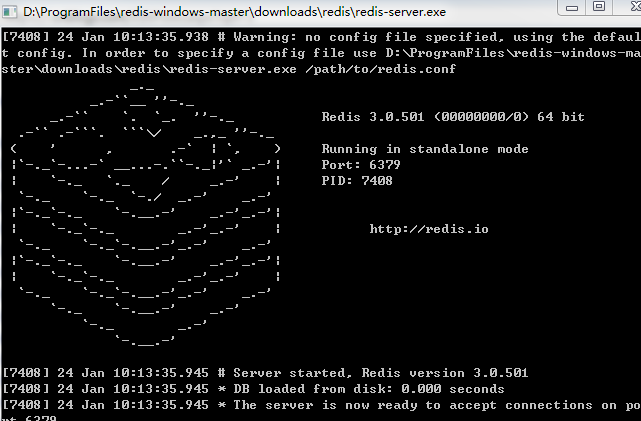 D:\ProgramFiles\redis-windows-master\downloads\redis\redis-server.exe
[7408] 24 Jan 10:13:35.938 # Warning: no config file specified, using the defaul
t config. In order to specify a config file use D:\ProgramFiles\redis-windows-ma
ster\downloads\redis\redis-server.exe /path/to/redis.conf
Redis 3.0.501 (00000000/0) 64 bit
Running in standalone mode
Port: 6379
PID: 7408
http://redis.io
[7408] 24 Jan 10:13:35.945 # Server started, Redis version 3.0.501
[7408] 24 Jan 10:13:35.945 * DB loaded from disk: 0.000 seconds
[7408] 24 Jan 10:13:35.945 * The server is now ready to accept connections on po
rt 6379